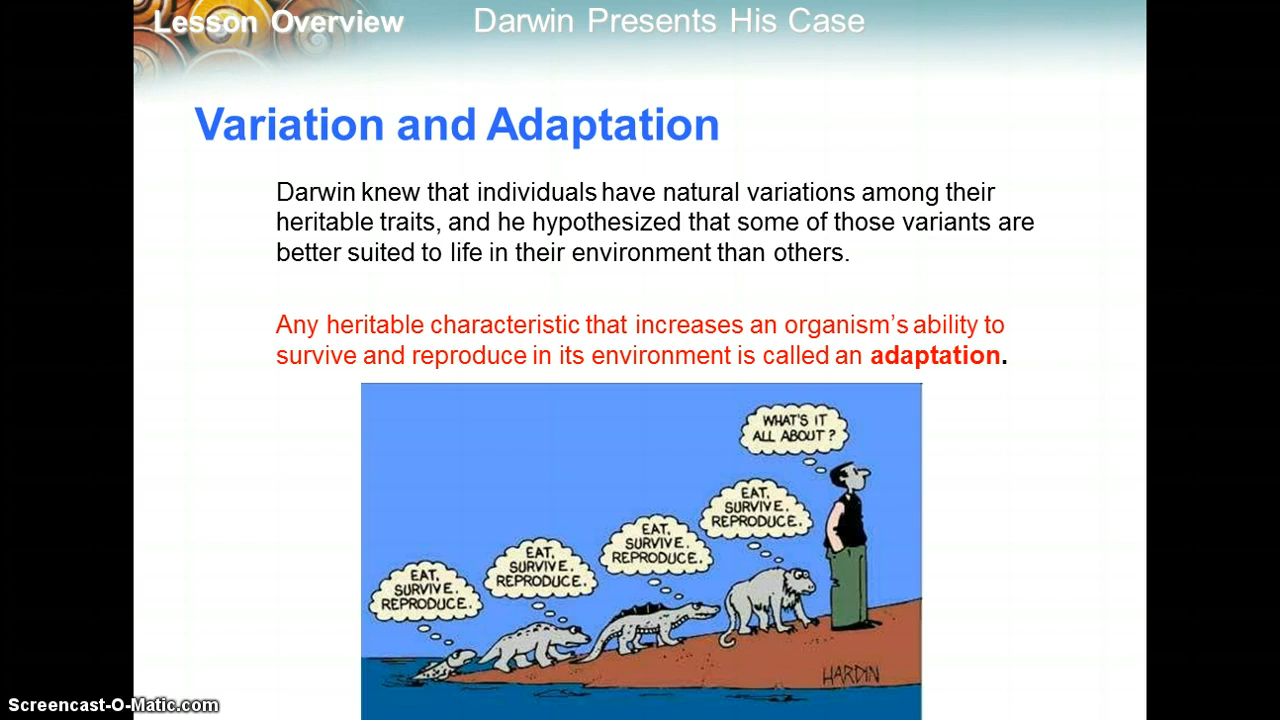 Lesson Overview Darwin Presents His Case
Variation and Adaptation
Darwin knew that individuals have natural variations among their
heritable traits, and he hypothesized that some of those variants are
better suited to life in their environment than others.
Any heritable characteristic that increases an organism's ability to
survive and reproduce in its environment is called an adaptation.
WHAT'S IT
ALL ABOUT?
EAT,
SURVIVE,
REPRODUCE.
EAT,
SURVIVE.
REPRODUCE.
EAT,
SURVIVE.
REPRODUCE.
EAT,
SURVIVE.
REPRODUCE.
HARDIN
Screencast-O-Matic.com